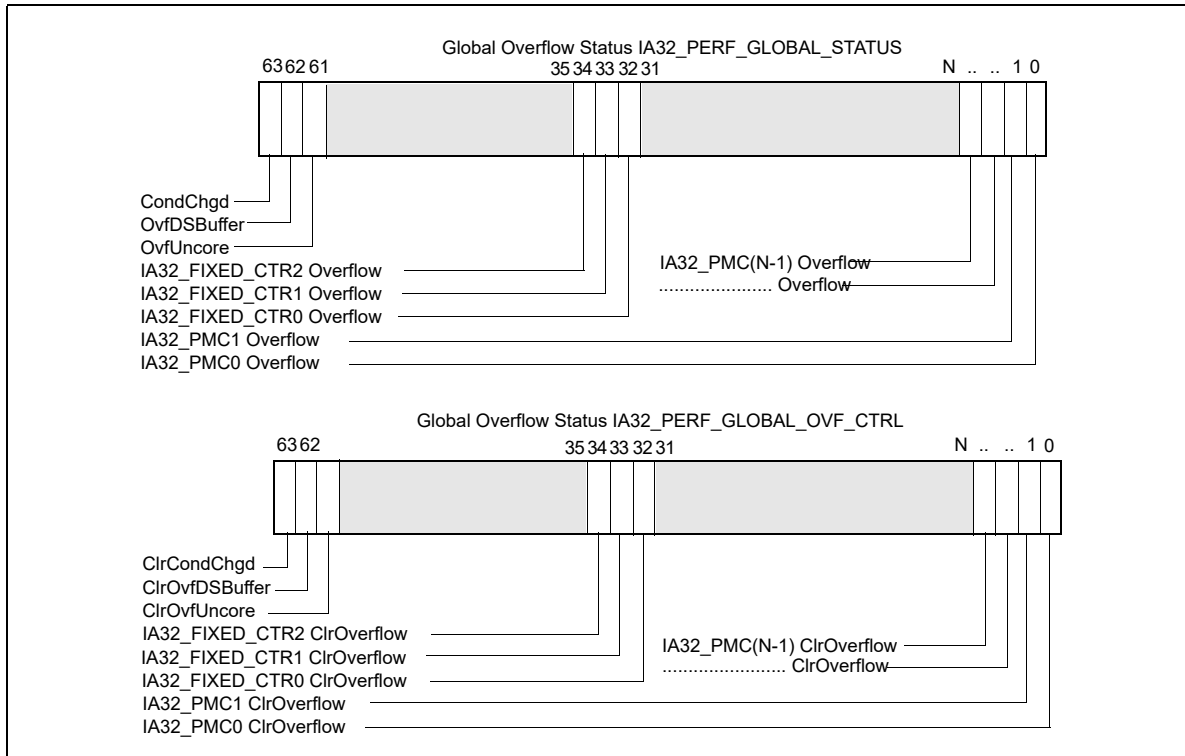 Global Overflow Status IA32_PERF_GLOBAL_STATUS
63 62 61 35 34 33 32 31 N .. .. 1 0
CondChgd
OvfDSBuffer
OvfUncore
IA32_FIXED_CTR2 Overflow
IA32_PMC(N-1) Overflow
IA32_FIXED_CTR1 Overflow
...................... Overflow
IA32_FIXED_CTR0 Overflow
IA32_PMC1 Overflow
IA32_PMC0 Overflow
Global Overflow Status IA32_PERF_GLOBAL_OVF_CTRL
63 62 35 34 33 32 31 N .. .. 1 0
ClrCondChgd
ClrOvfDSBuffer
ClrOvfUncore
IA32_FIXED_CTR2 ClrOverflow
IA32_PMC(N-1) ClrOverflow
IA32_FIXED_CTR1 ClrOverflow
........................ ClrOverflow
IA32_FIXED_CTR0 ClrOverflow
IA32_PMC1 ClrOverflow
IA32_PMC0 ClrOverflow